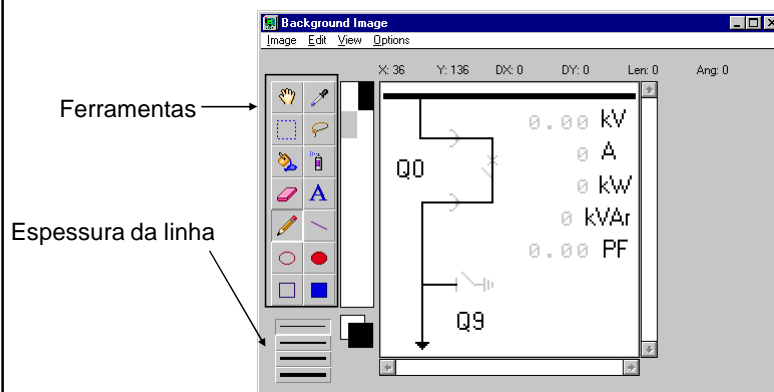 Background Image
Image Edit View Options
X: 36 Y: 136 DX: 0 DY: 0 Len: 0 Ang: 0
Ferramentas
A
Espessura da linha
0.00 kV
0 A
Q0
0 kW
0 kVAr
0.00 PF
Q9